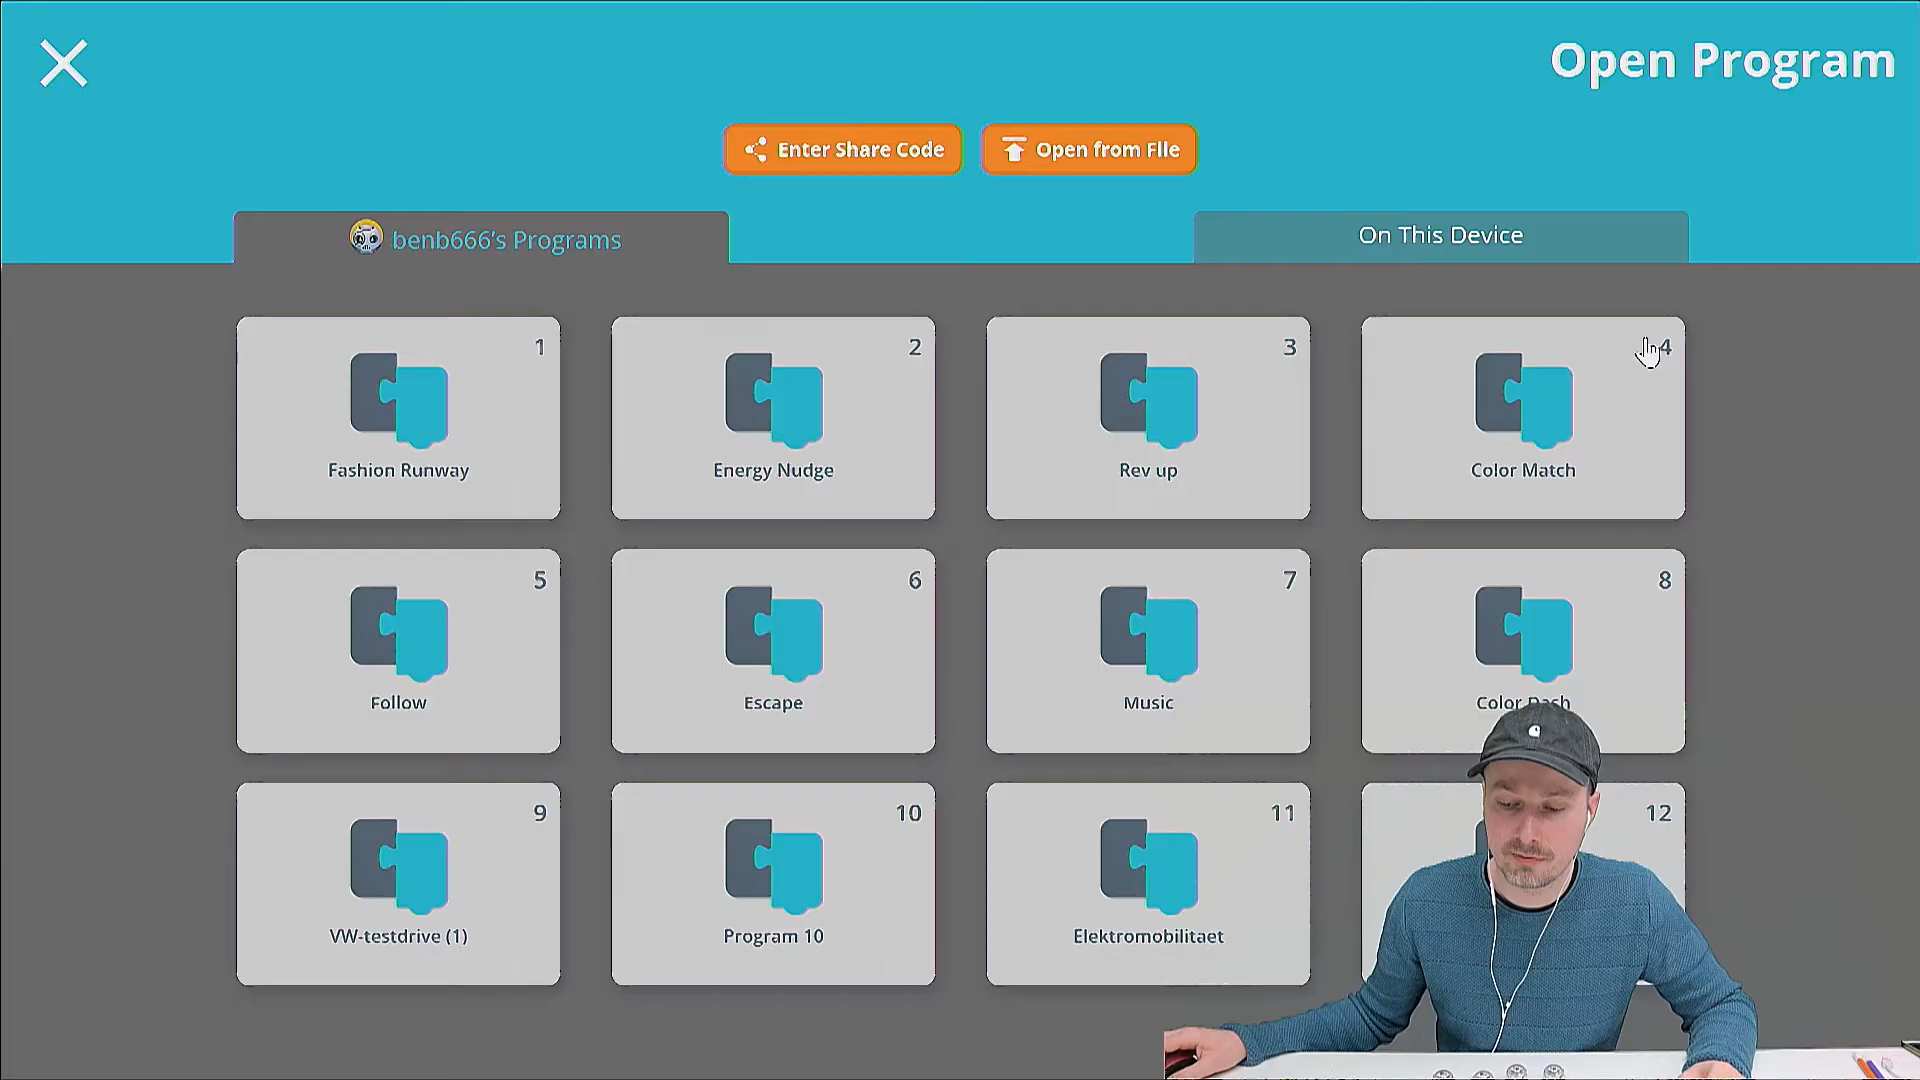 Open Program
Enter Share Code
Open from FIle
benb666's Programs
On This Device
1
2
3
4
Fashion Runway
Energy Nudge
Rev up
Color Match
5
6
7
8
Follow
Escape
Music
Color
9
10
11
12
VW-testdrive (1)
Program 10
Elektromobilitaet